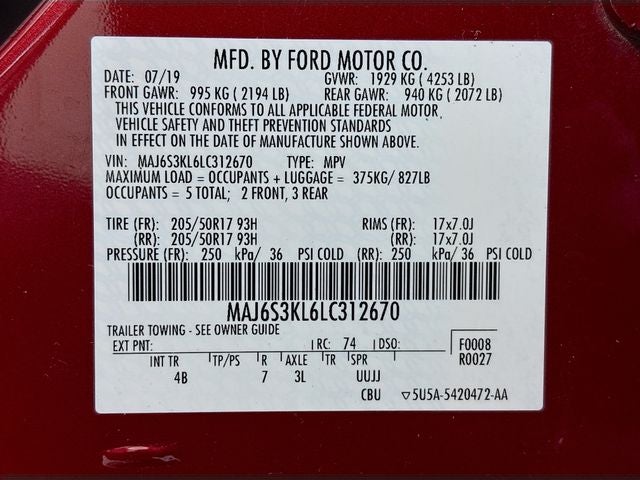 MFD. BY FORD MOTOR CO.
DATE: 07/19 GVWR: 1929 KG ( 4253 LB)
FRONT GAWR: 995 KG ( 2194 LB) REAR GAWR: 940 KG ( 2072 LB)
THIS VEHICLE CONFORMS TO ALL APPLICABLE FEDERAL MOTOR
VEHICLE SAFETY AND THEFT PREVENTION STANDARDS
IN EFFECT ON THE DATE OF MANUFACTURE SHOWN ABOVE.
VIN: MAJ6S3KL6LC312670 TYPE: MPV
MAXIMUM LOAD = OCCUPANTS + LUGGAGE = 375KG/ 827LB
OCCUPANTS = 5 TOTAL; 2 FRONT, 3 REAR
TIRE (FR): 205/50R17 93H RIMS (FR): 17x7.0J
(RR): 205/50R17 93H (RR): 17x7.0J
PRESSURE (FR): 250 kPa/ 36 PSI COLD (RR): 250 kPa/ 36 PSI COLD
MAJ6S3KL6LC312670
TRAILER TOWING - SEE OWNER GUIDE
EXT PNT: RC: 74 DSO: F0008
R0027
INT TR TP/PS R AXLE TR SPR
4B 7 3L UUJJ
CBU ▽5U5A-5420472-AA